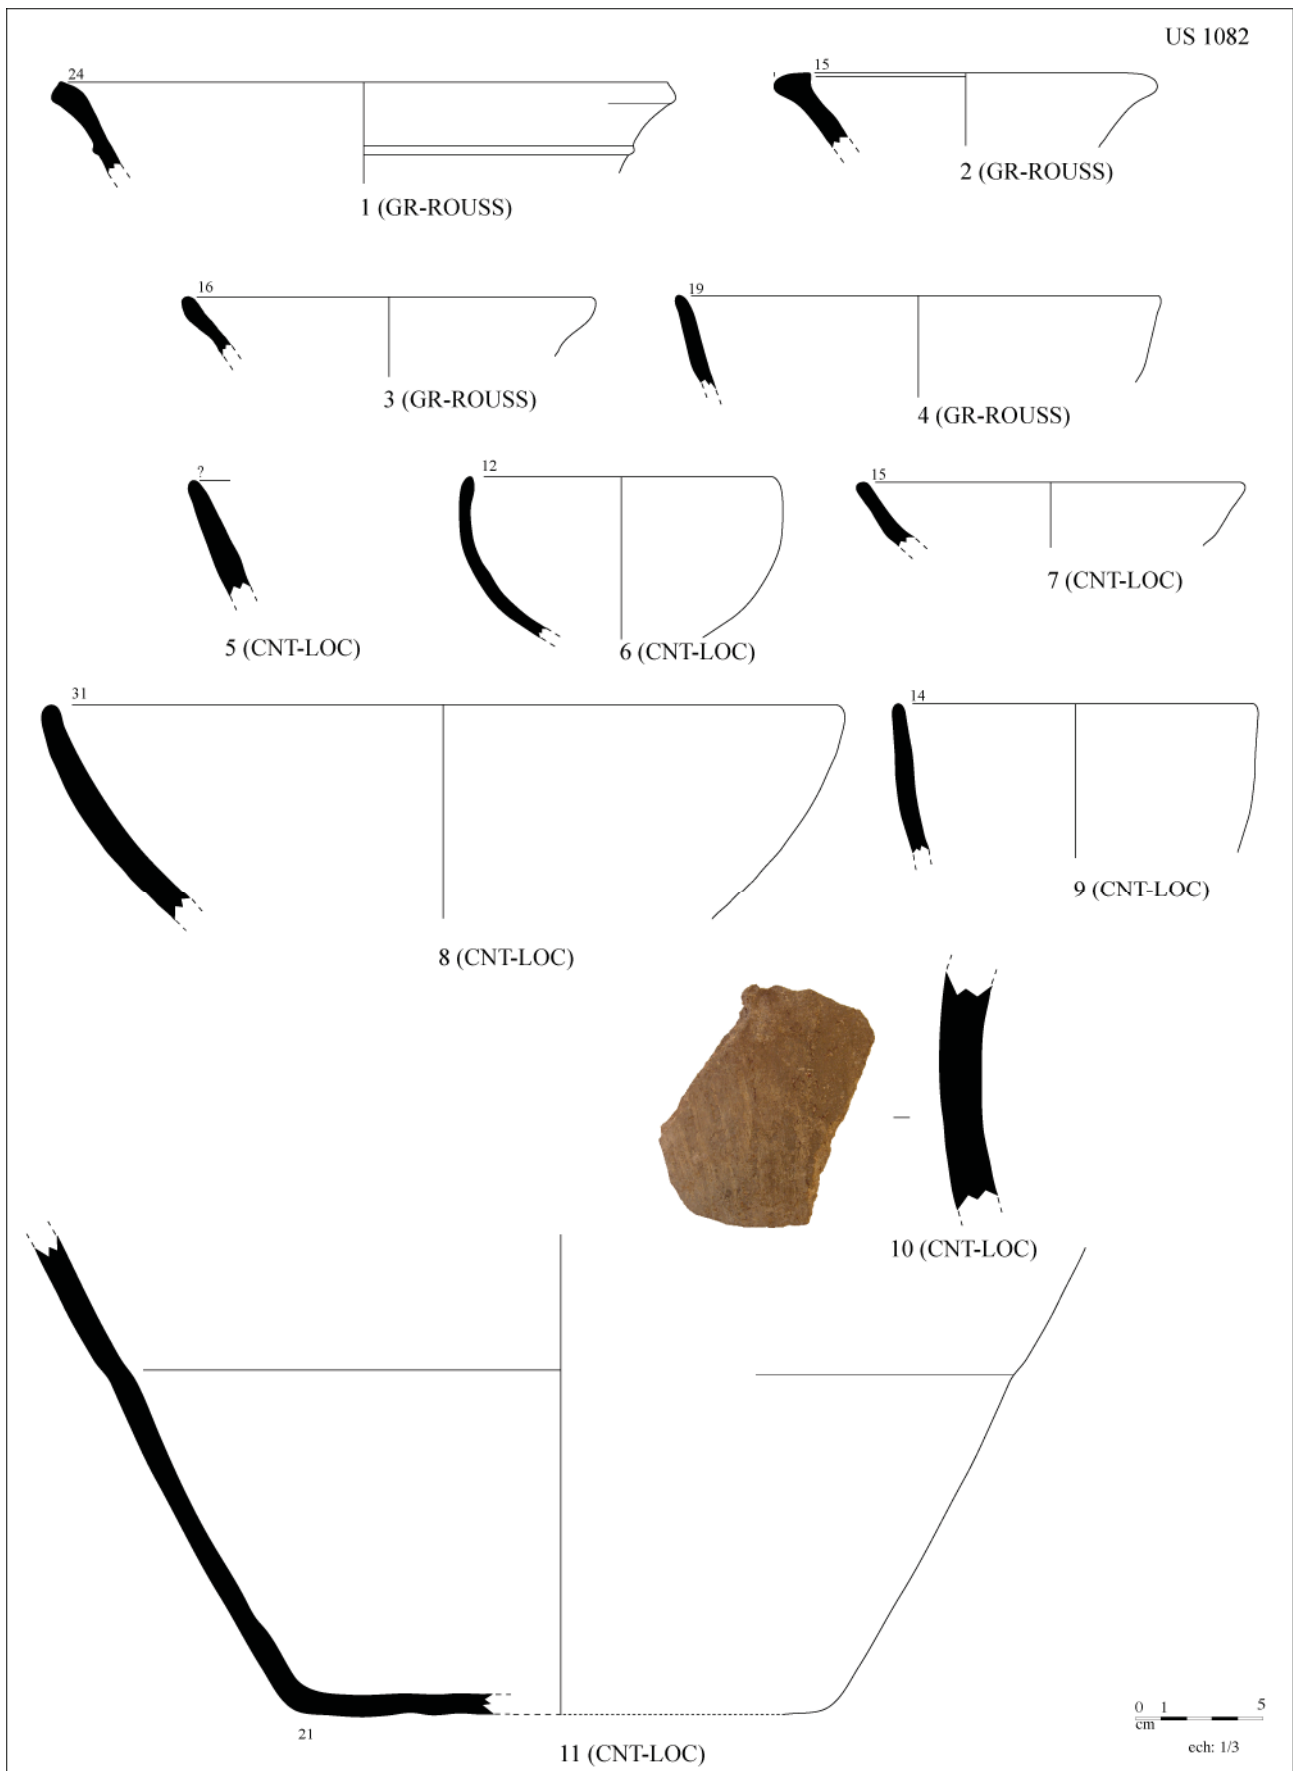 US 1082
24
15
1 (GR-ROUSS)
2 (GR-ROUSS)
16
19
3 (GR-ROUSS)
4 (GR-ROUSS)
?
12
15
5 (CNT-LOC)
6 (CNT-LOC)
7 (CNT-LOC)
31
14
8 (CNT-LOC)
9 (CNT-LOC)
10 (CNT-LOC)
21
11 (CNT-LOC)
0 1 5
cm
ech: 1/3